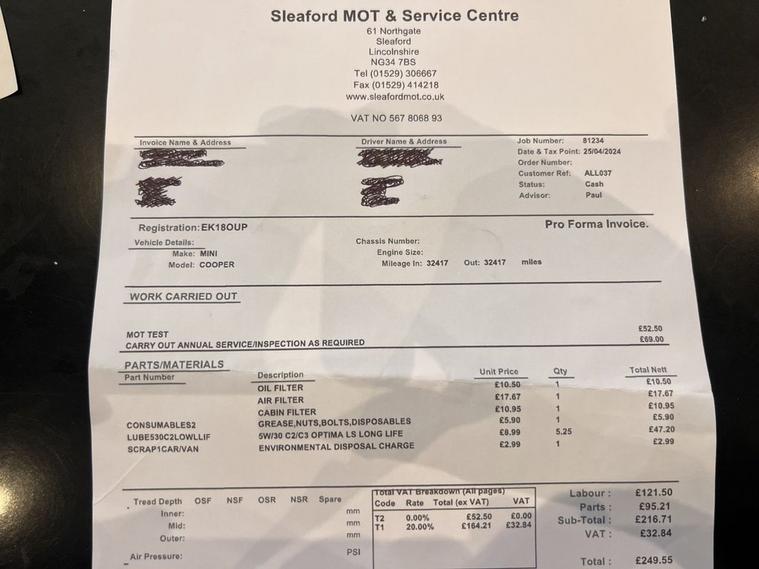 Sleaford MOT & Service Centre
61 Northgate
Sleaford
Lincolnshire
NG34 7BS
Tel (01529) 306667
Fax (01529) 414218
www.sleafordmot.co.uk
VAT NO 567 8068 93
Invoice Name & Address
Driver Name & Address
Job Number: 81234
Date & Tax Point: 25/04/2024
Order Number:
Customer Ref: ALL037
Status: Cash
Advisor: Paul
Registration: EK18OUP
Pro Forma Invoice.
Vehicle Details:
Make: MINI
Model: COOPER
Chassis Number:
Engine Size:
Mileage In: 32417 Out: 32417 miles
WORK CARRIED OUT
MOT TEST £52.50
CARRY OUT ANNUAL SERVICE/INSPECTION AS REQUIRED £69.00
PARTS/MATERIALS
Part Number Description Unit Price Qty Total Nett
OIL FILTER £10.50 1 £10.50
AIR FILTER £17.67 1 £17.67
CABIN FILTER £10.95 1 £10.95
CONSUMABLES2 GREASE,NUTS,BOLTS,DISPOSABLES £5.90 1 £5.90
LUBE530C2LOWLLIF 5W/30 C2/C3 OPTIMA LS LONG LIFE £8.99 5.25 £47.20
SCRAP1CAR/VAN ENVIRONMENTAL DISPOSAL CHARGE £2.99 1 £2.99
Tread Depth OSF NSF OSR NSR Spare
Inner: mm
Mid: mm
Outer: mm
Air Pressure: PSI
Total VAT Breakdown (All pages)
Code Rate Total (ex VAT) VAT
T2 0.00% £52.50 £0.00
T1 20.00% £164.21 £32.84
Labour: £121.50
Parts: £95.21
Sub-Total: £216.71
VAT: £32.84
Total: £249.55